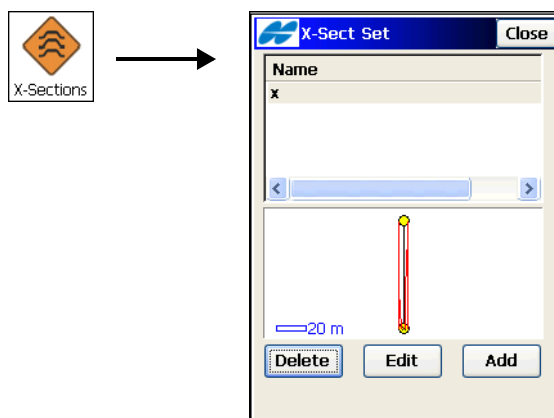 X-Sections
X-Sect Set
Close
Name
x
20 m
Delete
Edit
Add